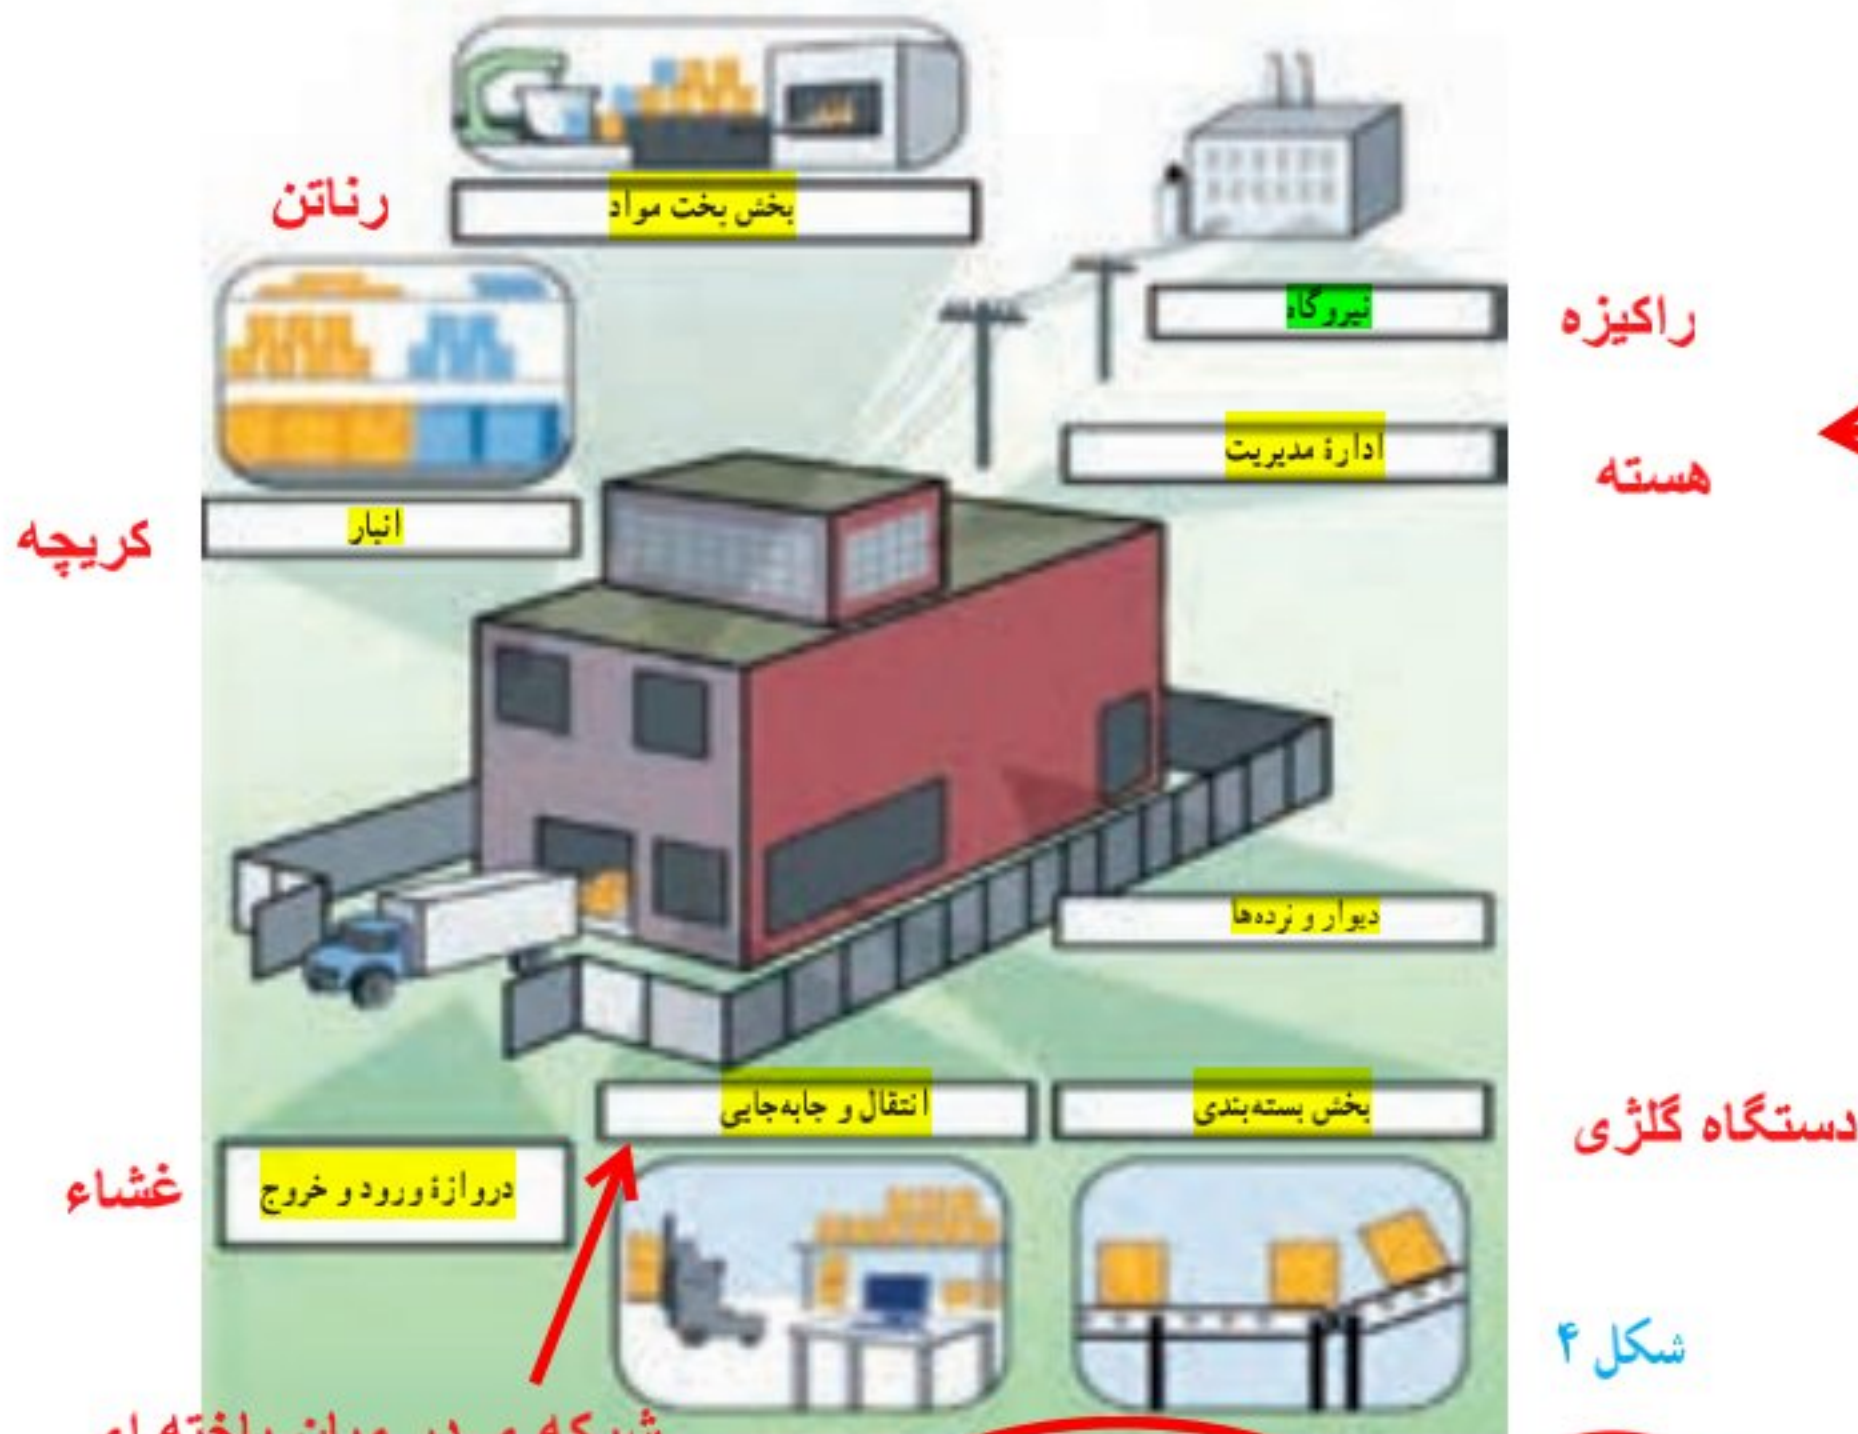 بخش پخت مواد
رناتن
نیروگاه
راکیزه
ادارهٔ مدیریت
هسته
انبار
کریچه
دیوار و نرده‌ها
انتقال و جابه‌جایی
بخش بسته‌بندی
دستگاه گلژی
دروازهٔ ورود و خروج
غشاء
شکل ۴